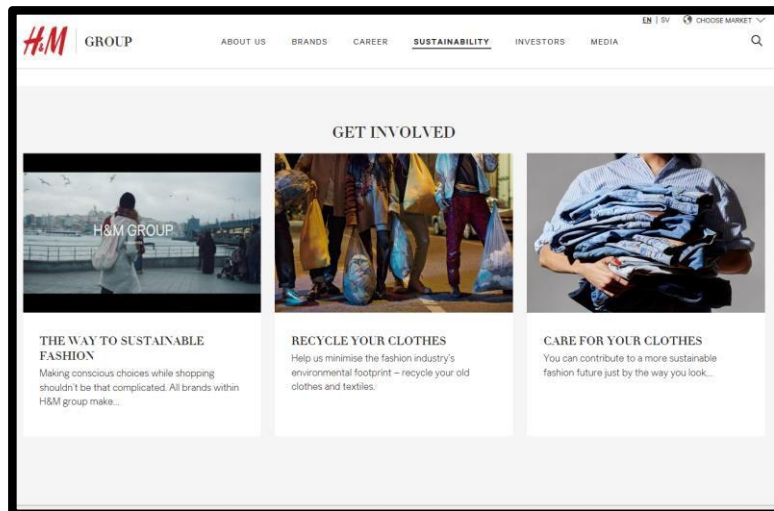 EN | SV CHOOSE MARKET
H&M GROUP ABOUT US BRANDS CAREER SUSTAINABILITY INVESTORS MEDIA
GET INVOLVED
H&M GROUP
THE WAY TO SUSTAINABLE
FASHION
Making conscious choices while shopping
shouldn't be that complicated. All brands within
H&M group make...
RECYCLE YOUR CLOTHES
Help us minimise the fashion industry's
environmental footprint – recycle your old
clothes and textiles.
CARE FOR YOUR CLOTHES
You can contribute to a more sustainable
fashion future just by the way you look...